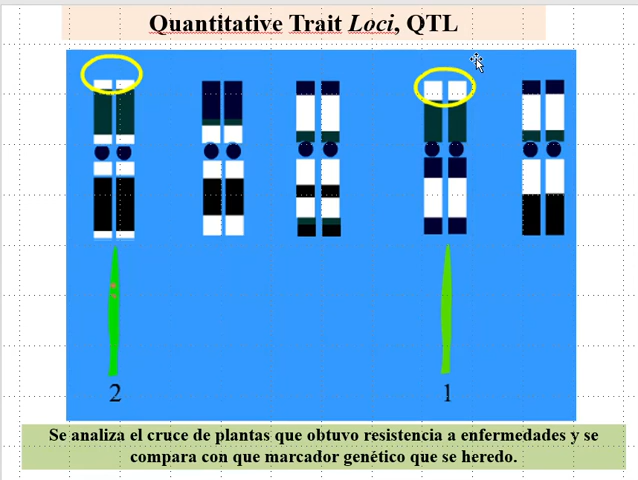 Quantitative Trait Loci, QTL
2
1
Se analiza el cruce de plantas que obtuvo resistencia a enfermedades y se
compara con que marcador genético que se heredo.